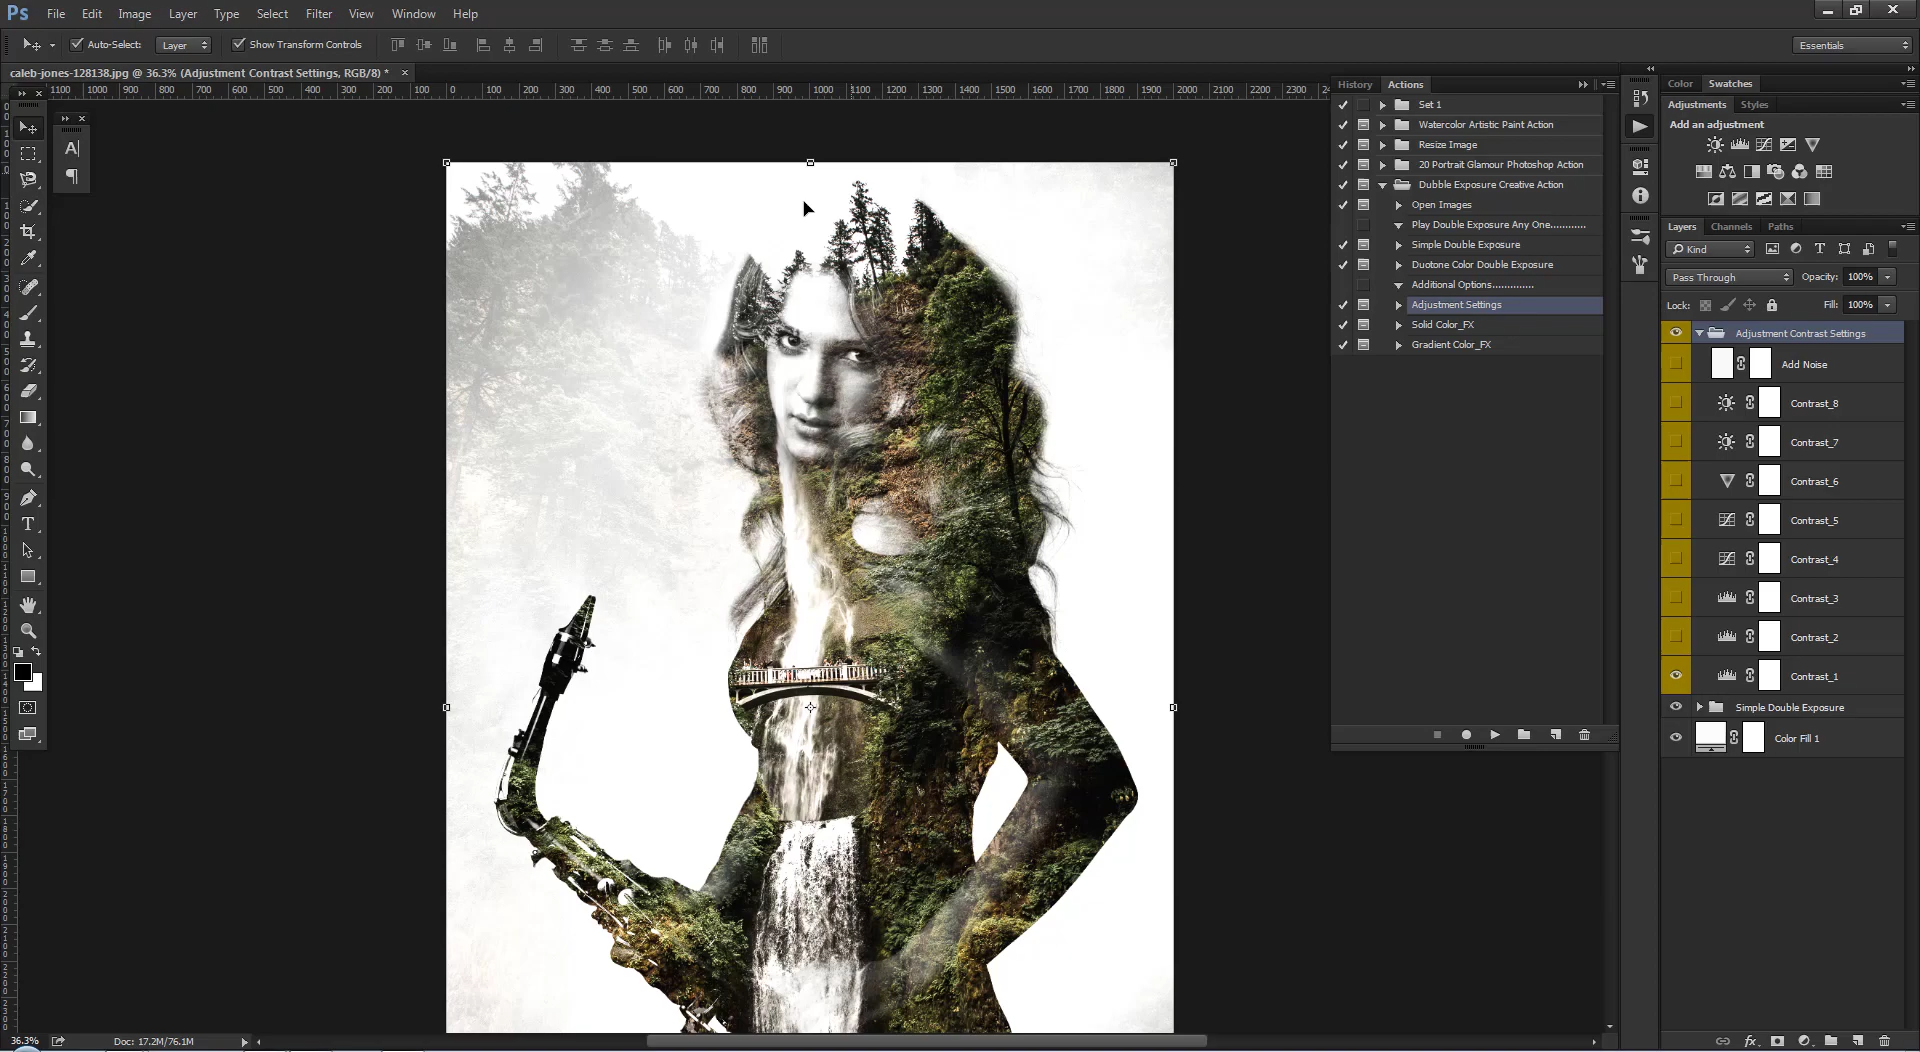 Ps File Edit Image Layer Type Select Filter View Window Help
Auto-Select: Layer Show Transform Controls Essentials
caleb-jones-128138.jpg @ 36.3% (Adjustment Contrast Settings, RGB/8) * ×
1100 1000 900 800 700 600 500 400 300 200 100 0 100 200 300 400 500 600 700 800 900 1000 1100 1200 1300 1400 1500 1600 1700 1800 1900 2000 2100 2200 2300
History Actions
Set 1
Watercolor Artistic Paint Action
Resize Image
20 Portrait Glamour Photoshop Action
Dubble Exposure Creative Action
Open Images
Play Double Exposure Any One............
Simple Double Exposure
Duotone Color Double Exposure
Additional Options..............
Adjustment Settings
Solid Color_FX
Gradient Color_FX
Color Swatches
Adjustments Styles
Add an adjustment
Layers Channels Paths
Kind
Pass Through Opacity: 100%
Lock: Fill: 100%
Adjustment Contrast Settings
Add Noise
Contrast_8
Contrast_7
Contrast_6
Contrast_5
Contrast_4
Contrast_3
Contrast_2
Contrast_1
Simple Double Exposure
Color Fill 1
36.3% Doc: 17.2M/76.1M